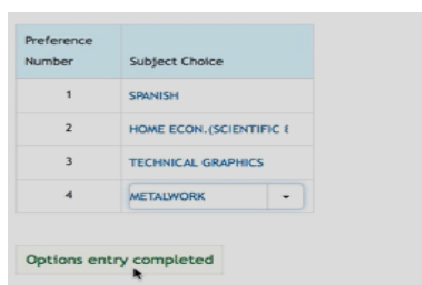 Preference
Number
Subject Choice
1
SPANISH
2
HOME ECON.(SCIENTIFIC &
3
TECHNICAL GRAPHICS
4
METALWORK
Options entry completed